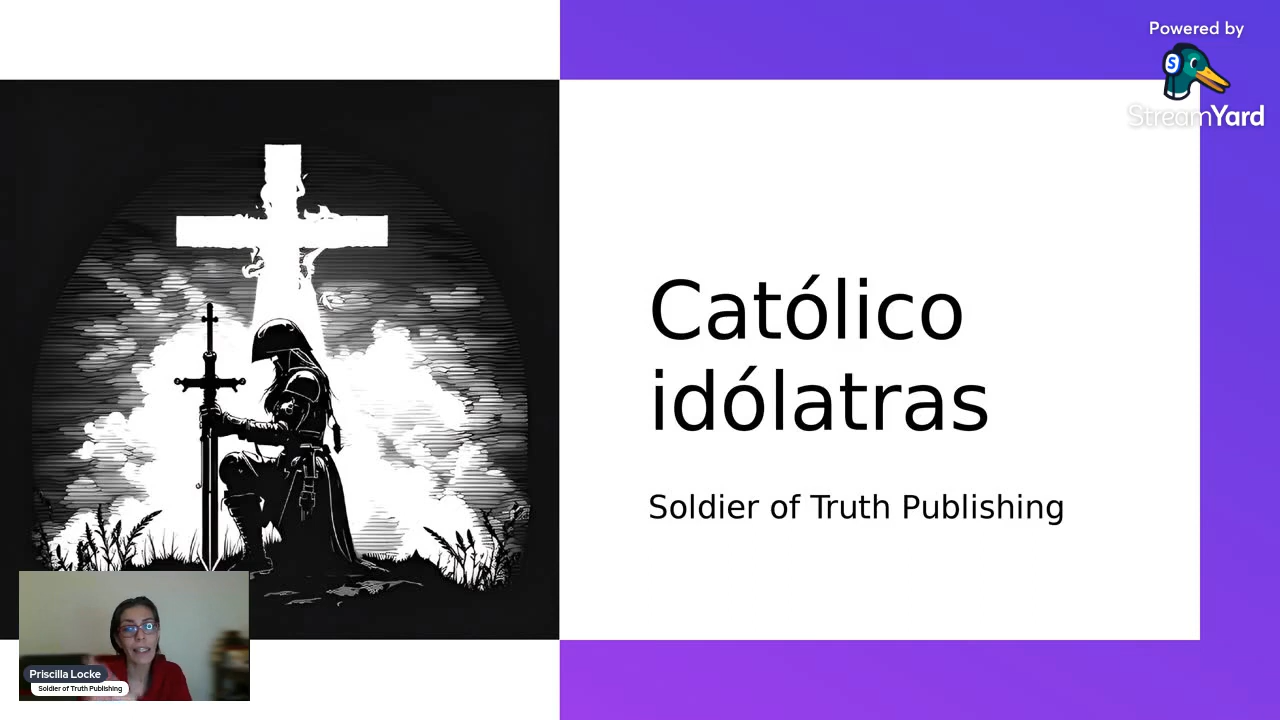 Powered by
StreamYard
Católico
idólatras
Soldier of Truth Publishing
Priscilla Locke
Soldier of Truth Publishing